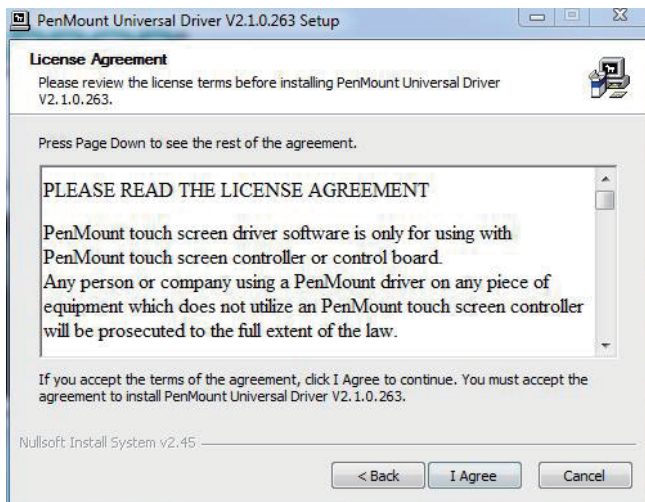 PenMount Universal Driver V2.1.0.263 Setup
License Agreement
Please review the license terms before installing PenMount Universal Driver
V2.1.0.263.
Press Page Down to see the rest of the agreement.
PLEASE READ THE LICENSE AGREEMENT
PenMount touch screen driver software is only for using with
PenMount touch screen controller or control board.
Any person or company using a PenMount driver on any piece of
equipment which does not utilize an PenMount touch screen controller
will be prosecuted to the full extent of the law.
If you accept the terms of the agreement, click I Agree to continue. You must accept the
agreement to install PenMount Universal Driver V2.1.0.263.
Nullsoft Install System v2.45
< Back I Agree Cancel